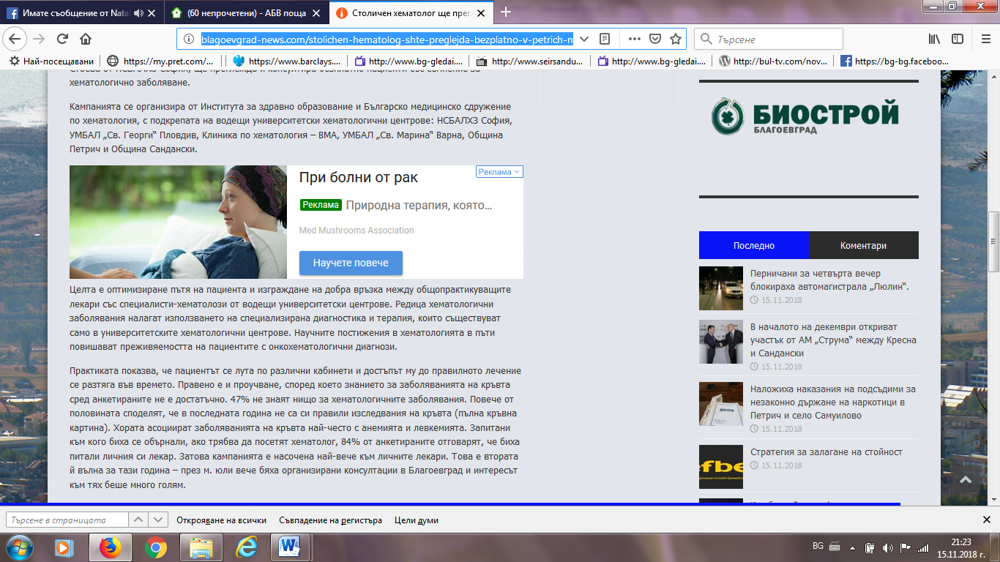 Имате съобщение от Natal
(60 непрочетени) - АБВ поща
Столичен хематолог ще прегл
blagoevgrad-news.com/stolichen-hematolog-shte-preglejda-bezplatno-v-petrich-n
Търсене
Най-посещавани
https://my.pret.com/...
https://www.barclays....
http://www.bg-gledai....
http://www.seirsandu...
http://www.bg-gledai....
http://bul-tv.com/nov...
https://bg-bg.faceboo...
Стоева от НСБАЛХЗ София, ще преглежда и консултира безплатно пациенти със съмнение за
хематологично заболяване.
Кампанията се организира от Института за здравно образование и Българско медицинско сдружение
по хематология, с подкрепата на водещи университетски хематологични центрове: НСБАЛХЗ София,
УМБАЛ „Св. Георги“ Пловдив, Клиника по хематология – ВМА, УМБАЛ „Св. Марина“ Варна, Община
Петрич и Община Сандански.
При болни от рак
Реклама
Реклама Природна терапия, която…
Med Mushrooms Association
Научете повече
Целта е оптимизиране пътя на пациента и изграждане на добра връзка между общопрактикуващите
лекари със специалисти-хематолози от водещи университетски центрове. Редица хематологични
заболявания налагат използването на специализирана диагностика и терапия, които съществуват
само в университетските хематологични центрове. Научните постижения в хематологията в пъти
повишават преживяемостта на пациентите с онкохематологични диагнози.
Практиката показва, че пациентът се лута по различни кабинети и достъпът му до правилното лечение
се разтяга във времето. Правено е и проучване, според което знанието за заболяванията на кръвта
сред анкетираните не е достатъчно. 47% не знаят нищо за хематологичните заболявания. Повече от
половината споделят, че в последната година не са си правили изследвания на кръвта (пълна кръвна
картина). Хората асоциират заболяванията на кръвта най-често с анемията и левкемията. Запитани
към кого биха се обърнали, ако трябва да посетят хематолог, 84% от анкетираните отговарят, че биха
питали личния си лекар. Затова кампанията е насочена най-вече към личните лекари. Това е втората
й вълна за тази година – през м. юли вече бяха организирани консултации в Благоевград и интересът
към тях беше много голям.
БИОСТРОЙ
БЛАГОЕВГРАД
Последно
Коментари
Перничани за четвърта вечер
блокираха автомагистрала „Люлин“.
15.11.2018
В началото на декември откриват
участък от АМ „Струма“ между Кресна
и Сандански
15.11.2018
Наложиха наказания на подсъдими за
незаконно държане на наркотици в
Петрич и село Самуилово
15.11.2018
Стратегия за залагане на стойност
15.11.2018
efbe
Търсене в страницата
Открояване на всички
Съвпадение на регистъра
Цели думи
BG
21:23
15.11.2018 г.